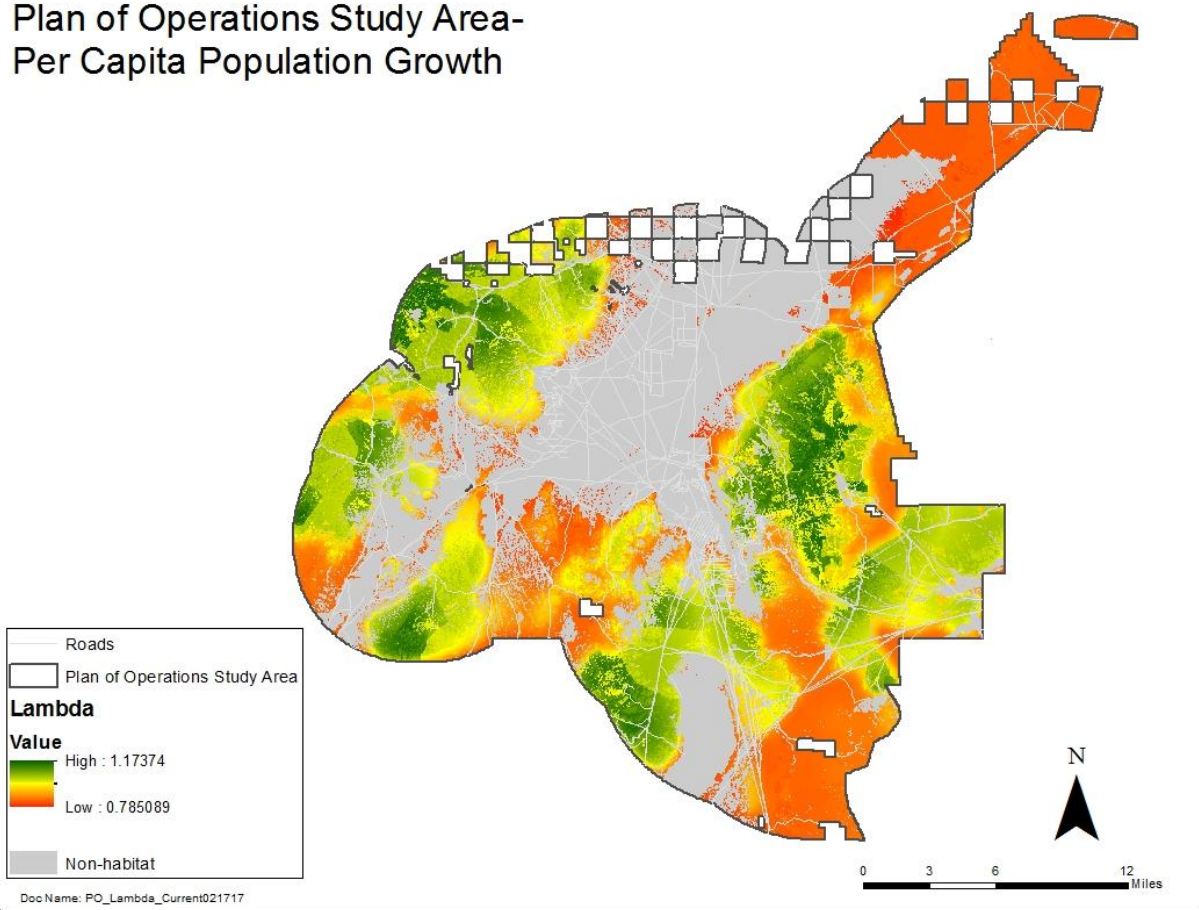 Plan of Operations Study Area-
Per Capita Population Growth
Roads
Plan of Operations Study Area
Lambda
Value
High : 1.17374
Low : 0.785089
Non-habitat
Doc Name: PO_Lambda_Current021717
N
0 3 6 12
Miles